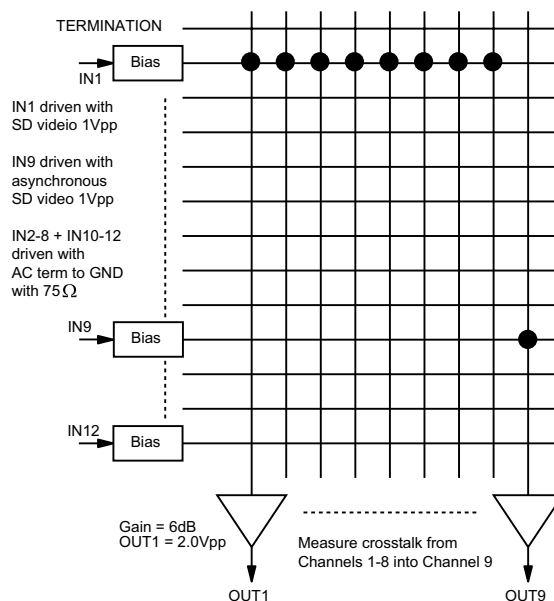 TERMINATION
Bias
IN1
IN1 driven with
SD videio 1Vpp
IN9 driven with
asynchronous
SD video 1Vpp
IN2-8 + IN10-12
driven with
AC term to GND
with 75Ω
IN9
Bias
IN12
Bias
Gain = 6dB
OUT1 = 2.0Vpp
Measure crosstalk from
Channels 1-8 into Channel 9
OUT1
OUT9